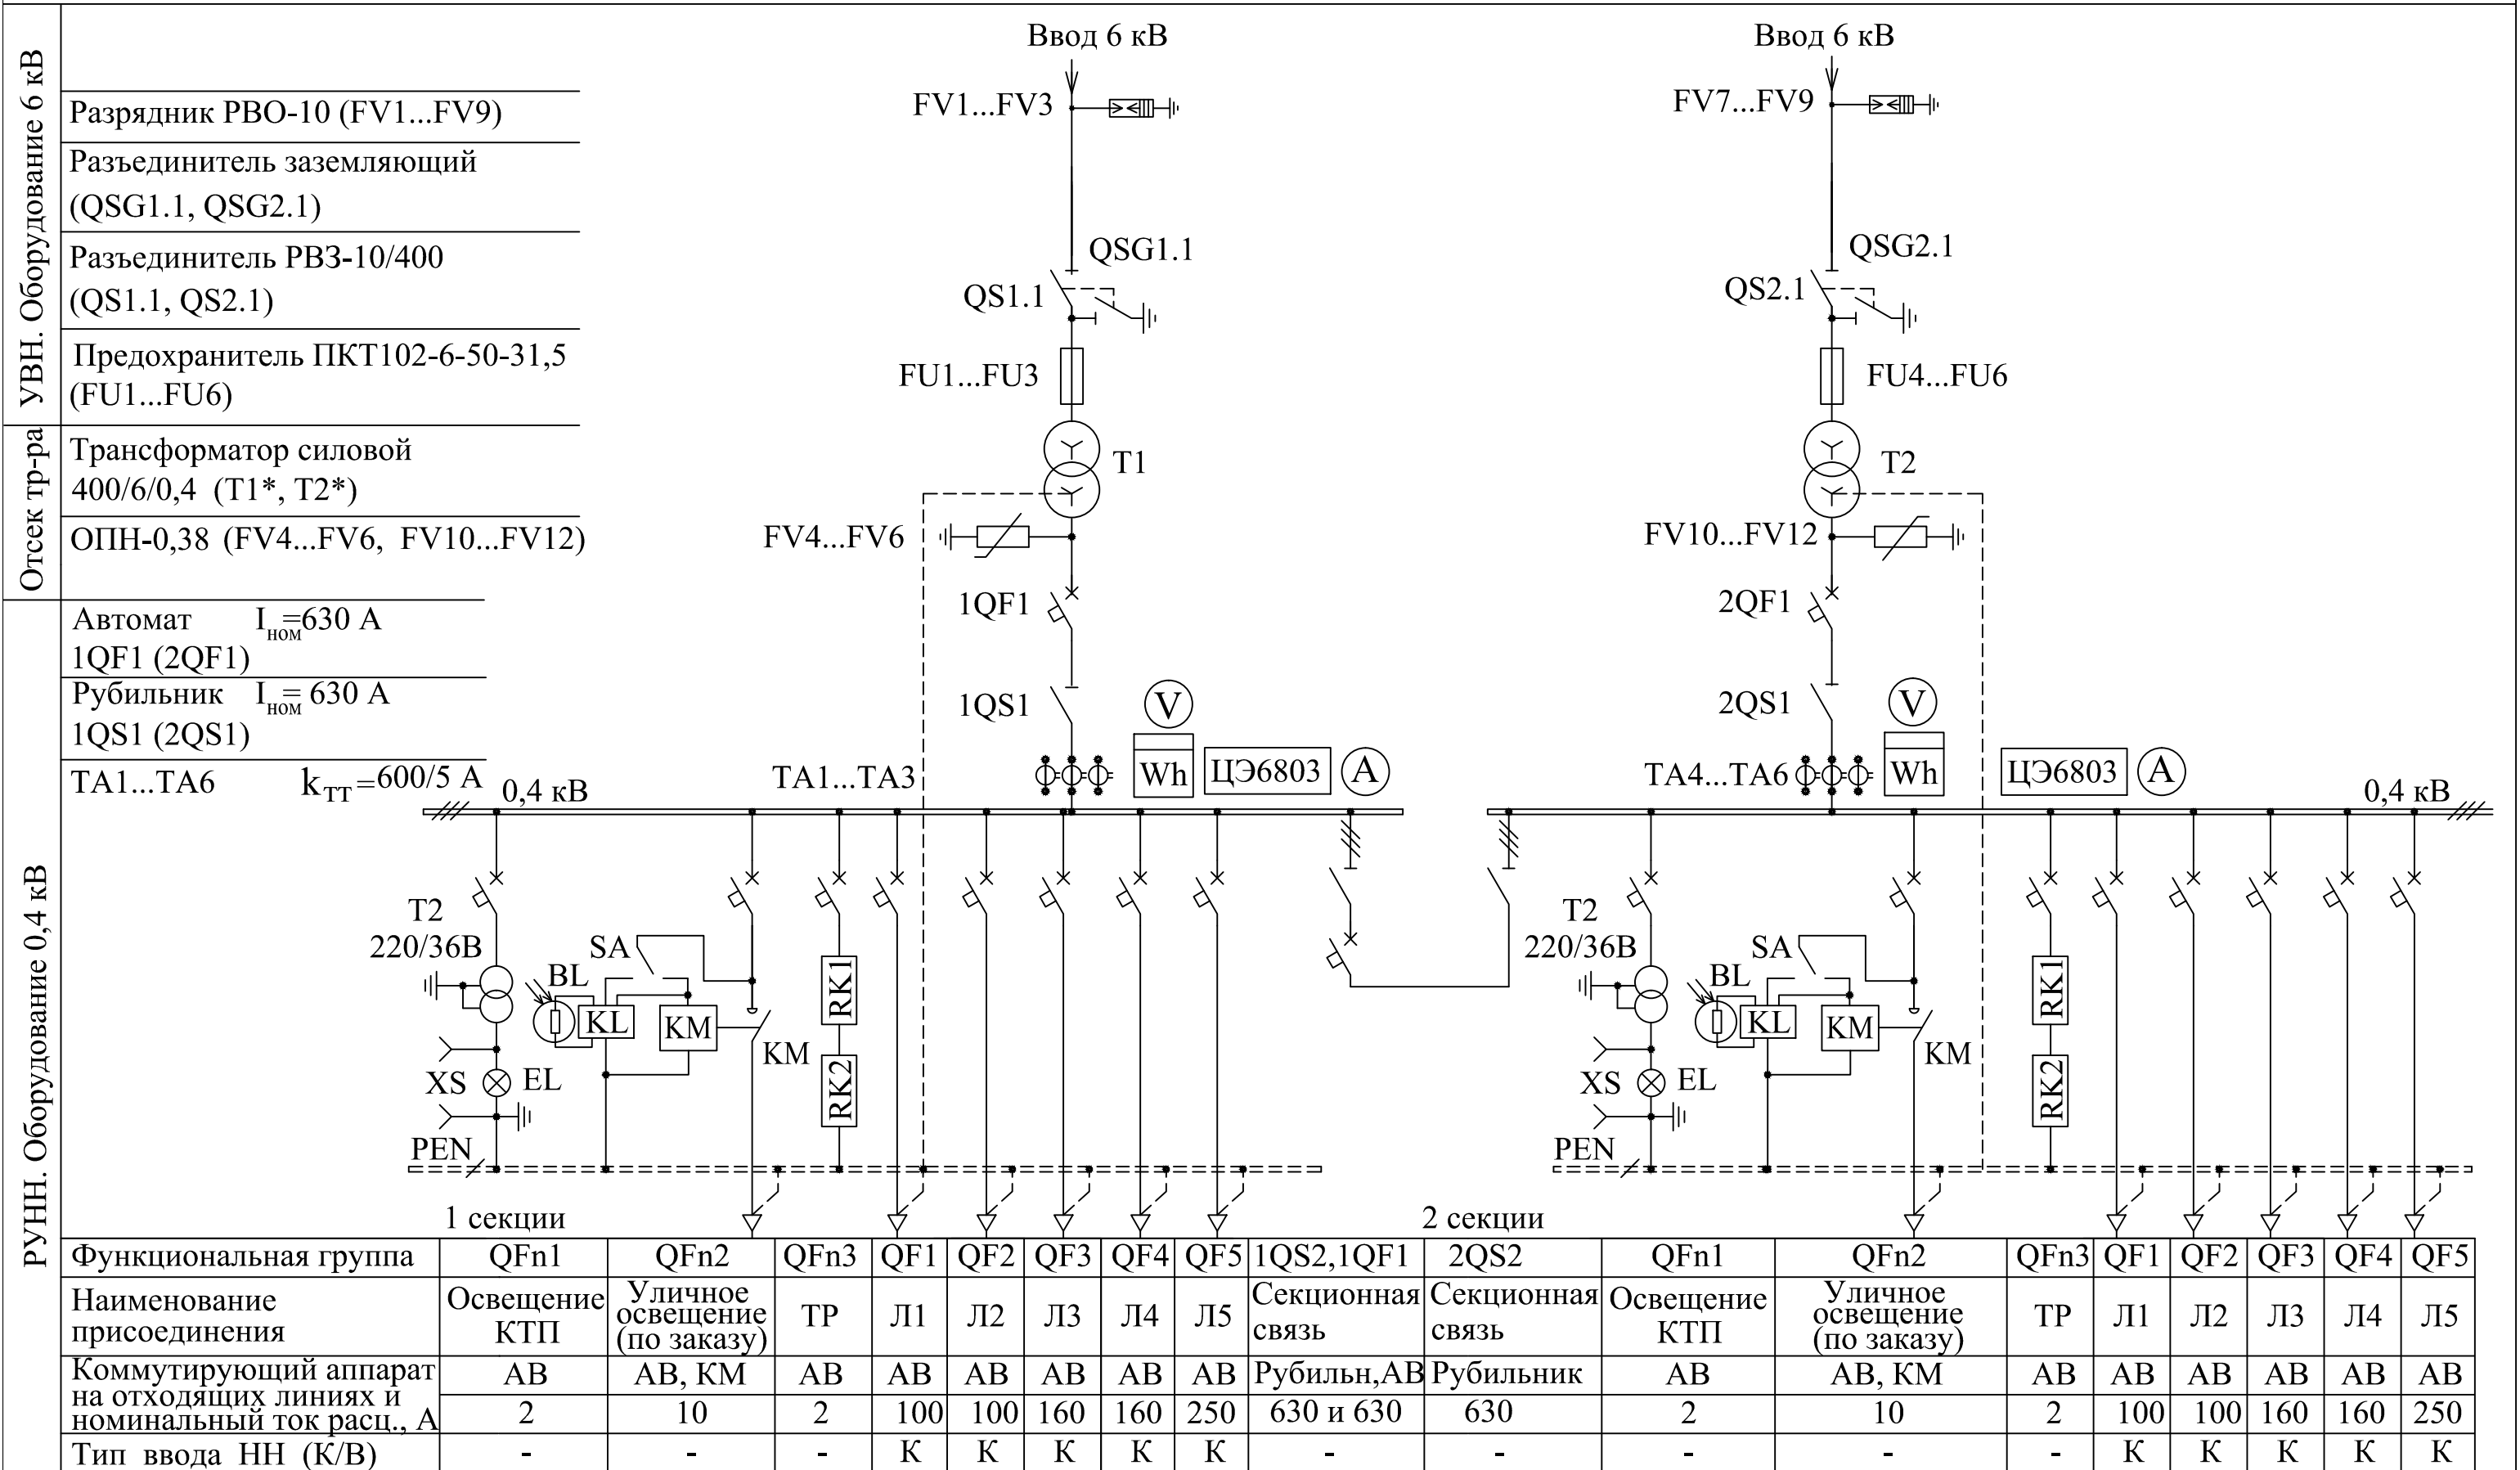 Ввод 6 кВ
Ввод 6 кВ
УВН. Оборудование 6 кВ
Разрядник РВО-10 (FV1...FV9)
Разъединитель заземляющий
(QSG1.1, QSG2.1)
Разъединитель РВЗ-10/400
(QS1.1, QS2.1)
Предохранитель ПКТ102-6-50-31,5
(FU1...FU6)
Отсек тр-ра
Трансформатор силовой
400/6/0,4 (T1*, T2*)
ОПН-0,38 (FV4...FV6, FV10...FV12)
РУНН. Оборудование 0,4 кВ
Автомат Iном=630 А
1QF1 (2QF1)
Рубильник Iном= 630 А
1QS1 (2QS1)
ТА1...ТА6 kТТ=600/5 А
FV1...FV3
QSG1.1
QS1.1
FU1...FU3
T1
FV4...FV6
1QF1
1QS1
V
TA1...TA3
Wh
ЦЭ6803
A
0,4 кВ
FV7...FV9
QSG2.1
QS2.1
FU4...FU6
T2
FV10...FV12
2QF1
2QS1
V
TA4...TA6
Wh
ЦЭ6803
A
0,4 кВ
T2
220/36В
BL
SA
KL
KM
KM
RK1
RK2
XS
EL
PEN
T2
220/36В
BL
SA
KL
KM
KM
RK1
RK2
XS
EL
PEN
1 секции
2 секции
Функциональная группа QFn1 QFn2 QFn3 QF1 QF2 QF3 QF4 QF5 1QS2,1QF1 2QS2 QFn1 QFn2 QFn3 QF1 QF2 QF3 QF4 QF5
Наименование
присоединения
Освещение
КТП
Уличное
освещение
(по заказу)
ТР Л1 Л2 Л3 Л4 Л5
Секционная
связь
Секционная
связь
Освещение
КТП
Уличное
освещение
(по заказу)
ТР Л1 Л2 Л3 Л4 Л5
Коммутирующий аппарат
на отходящих линиях и
номинальный ток расц., А
АВ АВ, КМ АВ АВ АВ АВ АВ АВ Рубильн,АВ Рубильник АВ АВ, КМ АВ АВ АВ АВ АВ АВ
2 10 2 100 100 160 160 250 630 и 630 630 2 10 2 100 100 160 160 250
Тип ввода НН (К/В) - - - К К К К К - - - - - К К К К К